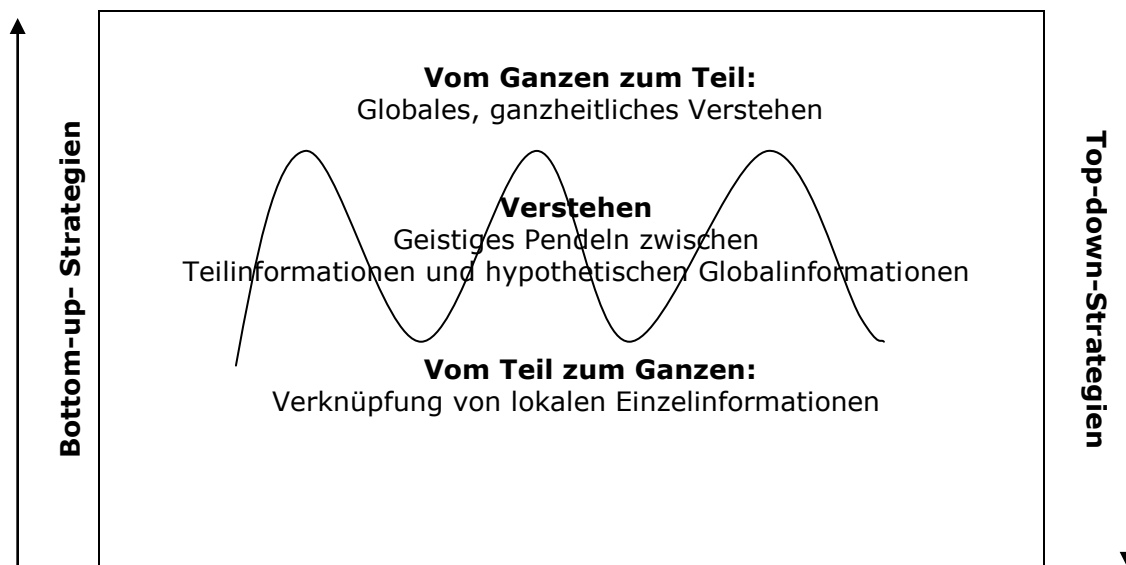 Bottom-up- Strategien
Vom Ganzen zum Teil:
Globales, ganzheitliches Verstehen
Verstehen
Geistiges Pendeln zwischen
Teilinformationen und hypothetischen Globalinformationen
Vom Teil zum Ganzen:
Verknüpfung von lokalen Einzelinformationen
Top-down-Strategien